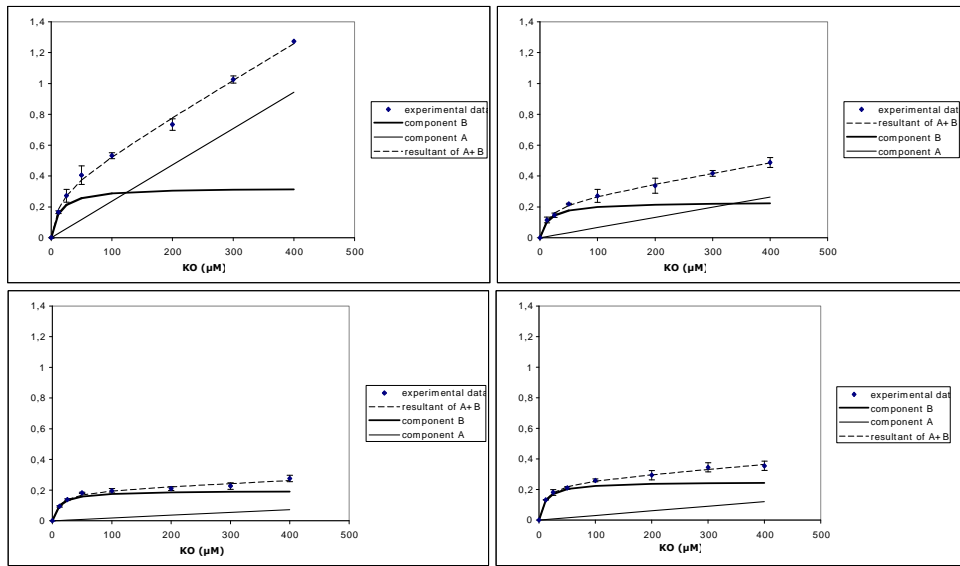 1,4
1,2
1
0,8
0,6
0,4
0,2
0
0 100 200 300 400 500
KO (µM)
experimental data
component B
component A
resultant of A+B
1,4
1,2
1
0,8
0,6
0,4
0,2
0
0 100 200 300 400 500
KO (µM)
experimental data
resultant of A+B
component B
component A
1,4
1,2
1
0,8
0,6
0,4
0,2
0
0 100 200 300 400 500
KO (µM)
experimental data
resultant of A+B
component B
component A
1,4
1,2
1
0,8
0,6
0,4
0,2
0
0 100 200 300 400 500
KO (µM)
experimental dat
component B
component A
resultant of A+B